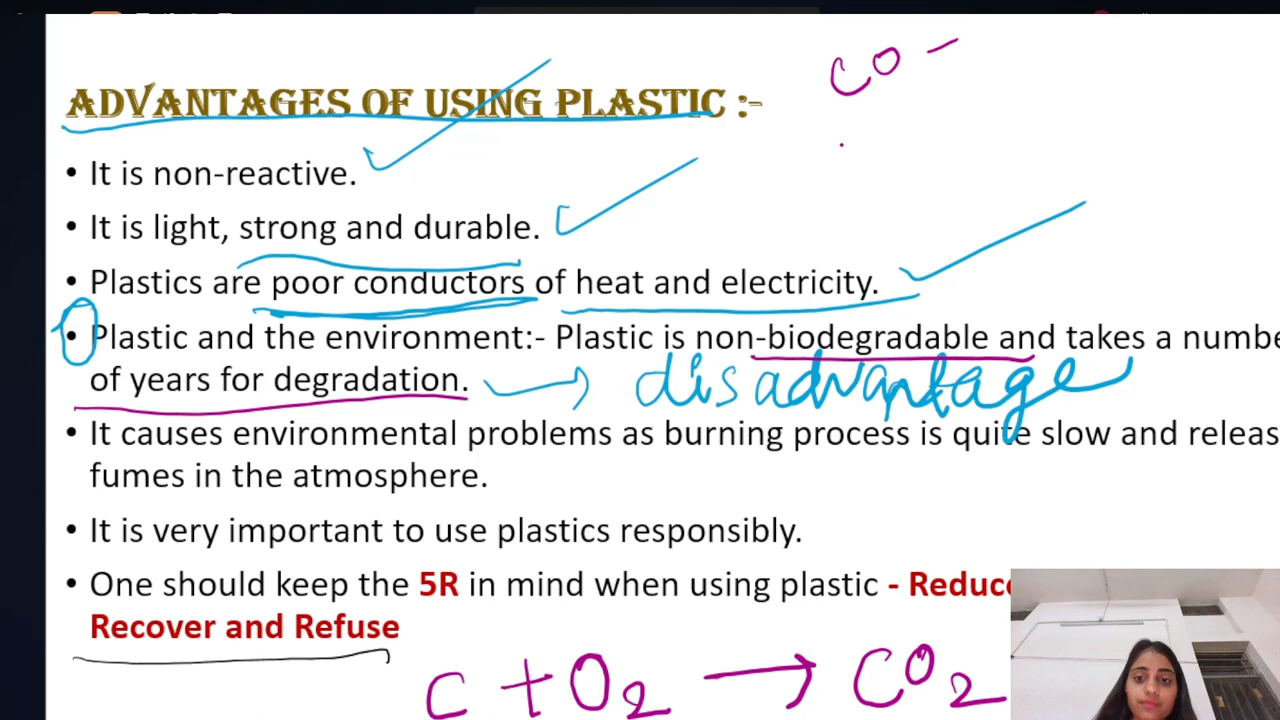 CO -
ADVANTAGES OF USING PLASTIC :-
• It is non-reactive.
• It is light, strong and durable.
• Plastics are poor conductors of heat and electricity.
• Plastic and the environment:- Plastic is non-biodegradable and takes a numbe
of years for degradation. → disadvantage
• It causes environmental problems as burning process is quite slow and releas
fumes in the atmosphere.
• It is very important to use plastics responsibly.
• One should keep the 5R in mind when using plastic - Reduc
Recover and Refuse
C + O2 → CO2